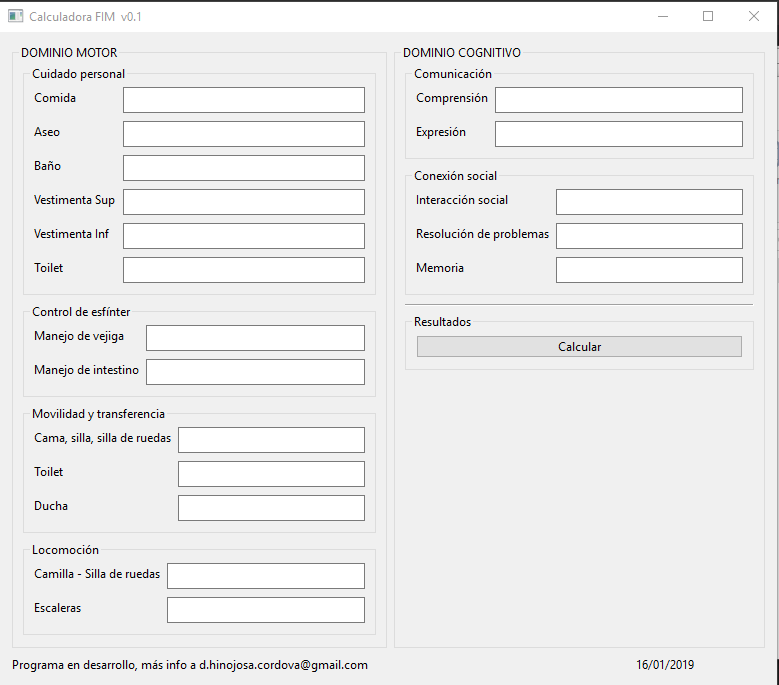 Calculadora FIM v0.1
DOMINIO MOTOR
Cuidado personal
Comida
Aseo
Baño
Vestimenta Sup
Vestimenta Inf
Toilet
Control de esfínter
Manejo de vejiga
Manejo de intestino
Movilidad y transferencia
Cama, silla, silla de ruedas
Toilet
Ducha
Locomoción
Camilla - Silla de ruedas
Escaleras
DOMINIO COGNITIVO
Comunicación
Comprensión
Expresión
Conexión social
Interacción social
Resolución de problemas
Memoria
Resultados
Calcular
Programa en desarrollo, más info a d.hinojosa.cordova@gmail.com
16/01/2019